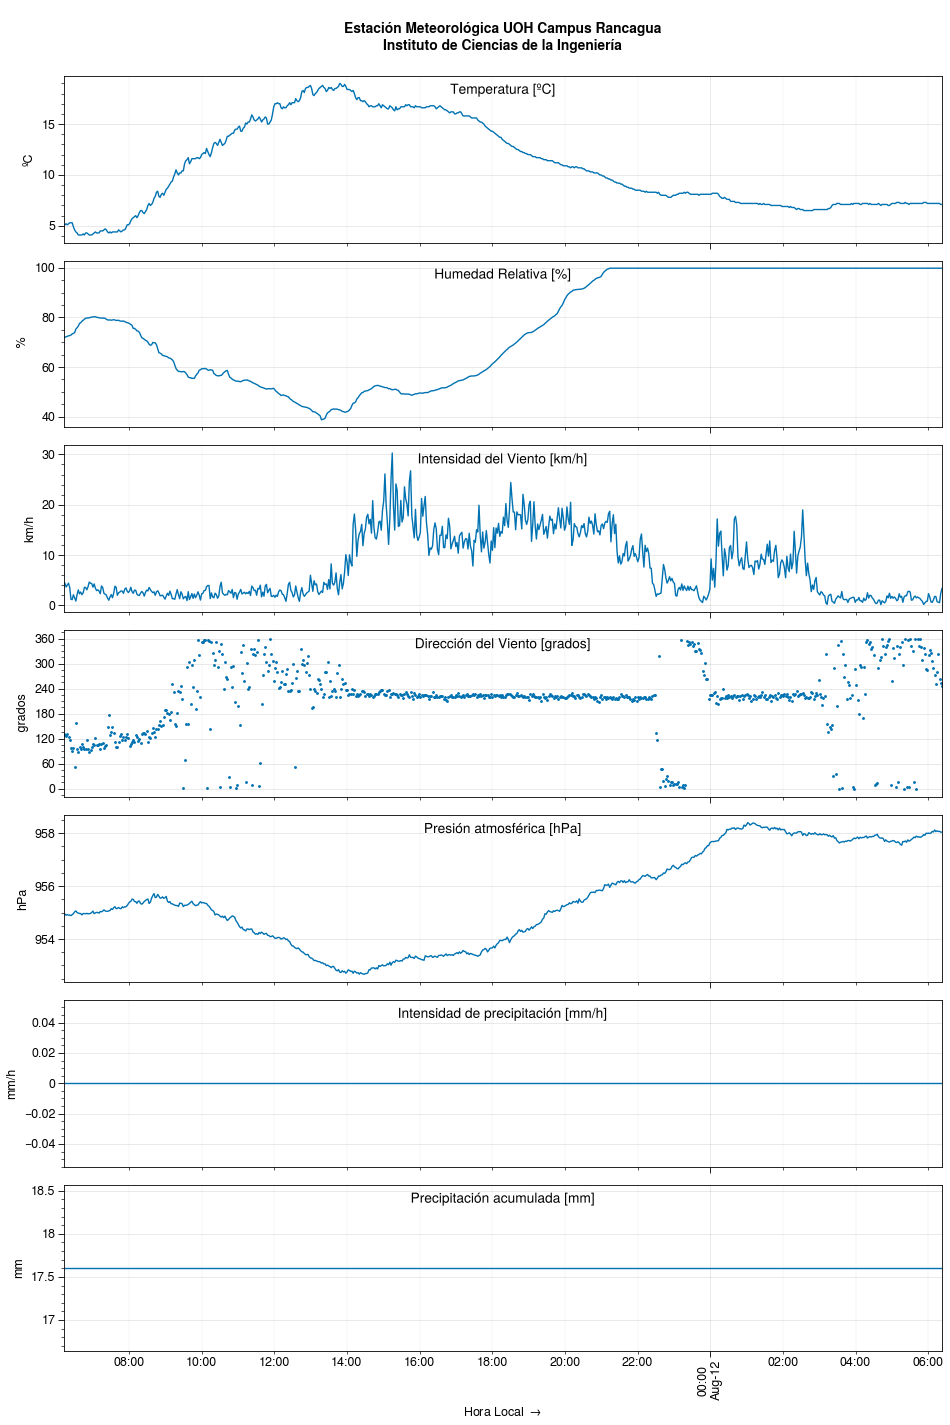 Estación Meteorológica UOH Campus Rancagua
Instituto de Ciencias de la Ingeniería
Temperatura [ºC]
15
10
5
ºC
Humedad Relativa [%]
100
80
60
40
%
Intensidad del Viento [km/h]
30
20
10
0
km/h
Dirección del Viento [grados]
360
300
240
180
120
60
0
grados
Presión atmosférica [hPa]
958
956
954
hPa
Intensidad de precipitación [mm/h]
0.04
0.02
0
−0.02
−0.04
mm/h
Precipitación acumulada [mm]
18.5
18
17.5
17
mm
08:00 10:00 12:00 14:00 16:00 18:00 20:00 22:00 00:00 02:00 04:00 06:00
Aug-12
Hora Local →